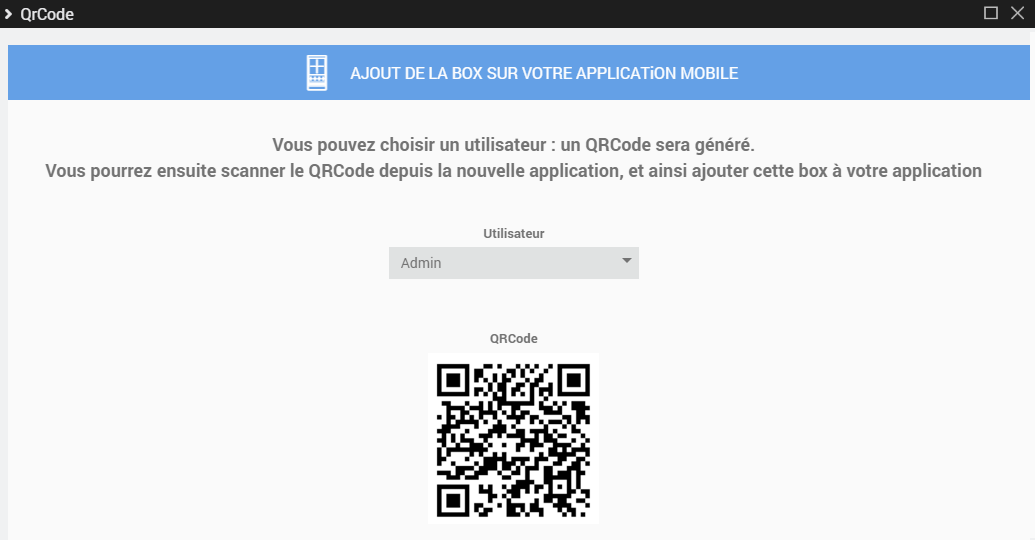 QrCode
AJOUT DE LA BOX SUR VOTRE APPLICATiON MOBILE
Vous pouvez choisir un utilisateur : un QRCode sera généré.
Vous pourrez ensuite scanner le QRCode depuis la nouvelle application, et ainsi ajouter cette box à votre application
Utilisateur
Admin
QRCode